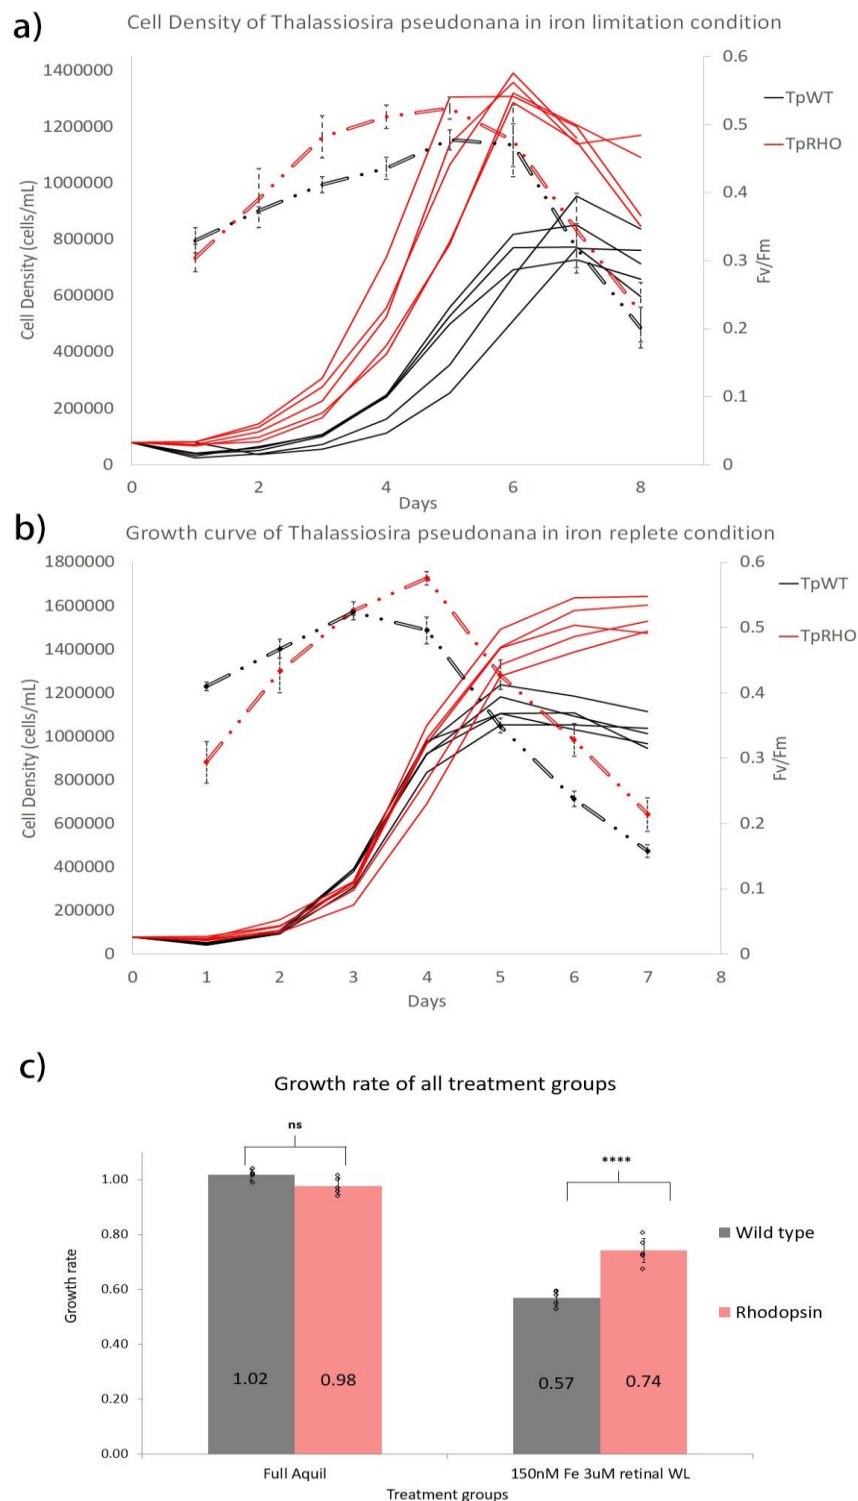 a)
Cell Density of Thalassiosira pseudonana in iron limitation condition
1400000
1200000
1000000
800000
600000
400000
200000
0
Cell Density (cells/mL)
0.6
0.5
0.4
0.3
0.2
0.1
0
Fv/Fm
TpWT
TpRHO
0 2 4 6 8
Days
b)
Growth curve of Thalassiosira pseudonana in iron replete condition
1800000
1600000
1400000
1200000
1000000
800000
600000
400000
200000
0
Cell Density (cells/mL)
0.6
0.5
0.4
0.3
0.2
0.1
0
Fv/Fm
TpWT
TpRHO
0 1 2 3 4 5 6 7 8
Days
c)
Growth rate of all treatment groups
ns
****
1.00
0.80
0.60
0.40
0.20
0.00
Growth rate
1.02 0.98 0.57 0.74
Wild type
Rhodopsin
Full Aquil 150nM Fe 3uM retinal WL
Treatment groups